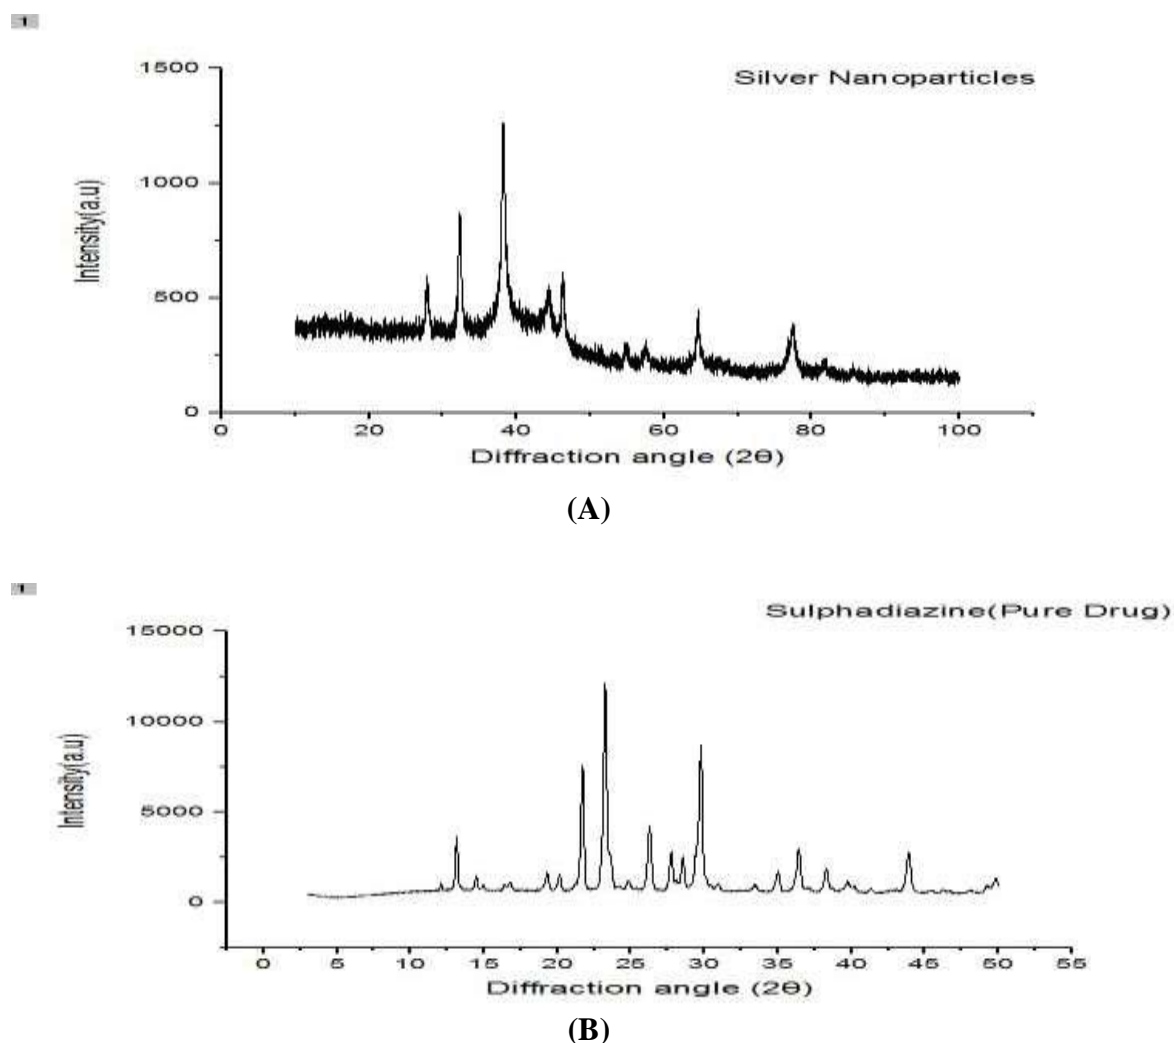 1
Silver Nanoparticles
1500
1000
500
0
Intensity(a.u)
0 20 40 60 80 100
Diffraction angle (2θ)
(A)
1
Sulphadiazine(Pure Drug)
15000
10000
5000
0
Intensity(a.u)
0 5 10 15 20 25 30 35 40 45 50 55
Diffraction angle (2θ)
(B)